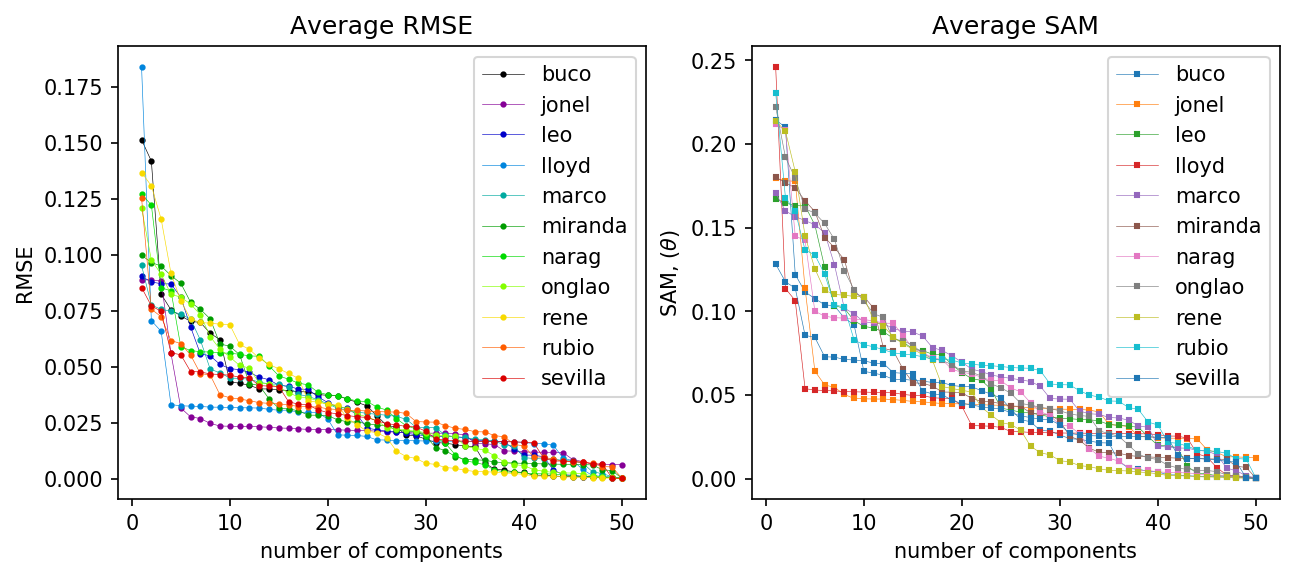 Average RMSE
RMSE
0.175
0.150
0.125
0.100
0.075
0.050
0.025
0.000
0
10
20
30
40
50
number of components
buco
jonel
leo
lloyd
marco
miranda
narag
onglao
rene
rubio
sevilla
Average SAM
SAM, (θ)
0.25
0.20
0.15
0.10
0.05
0.00
0
10
20
30
40
50
number of components
buco
jonel
leo
lloyd
marco
miranda
narag
onglao
rene
rubio
sevilla